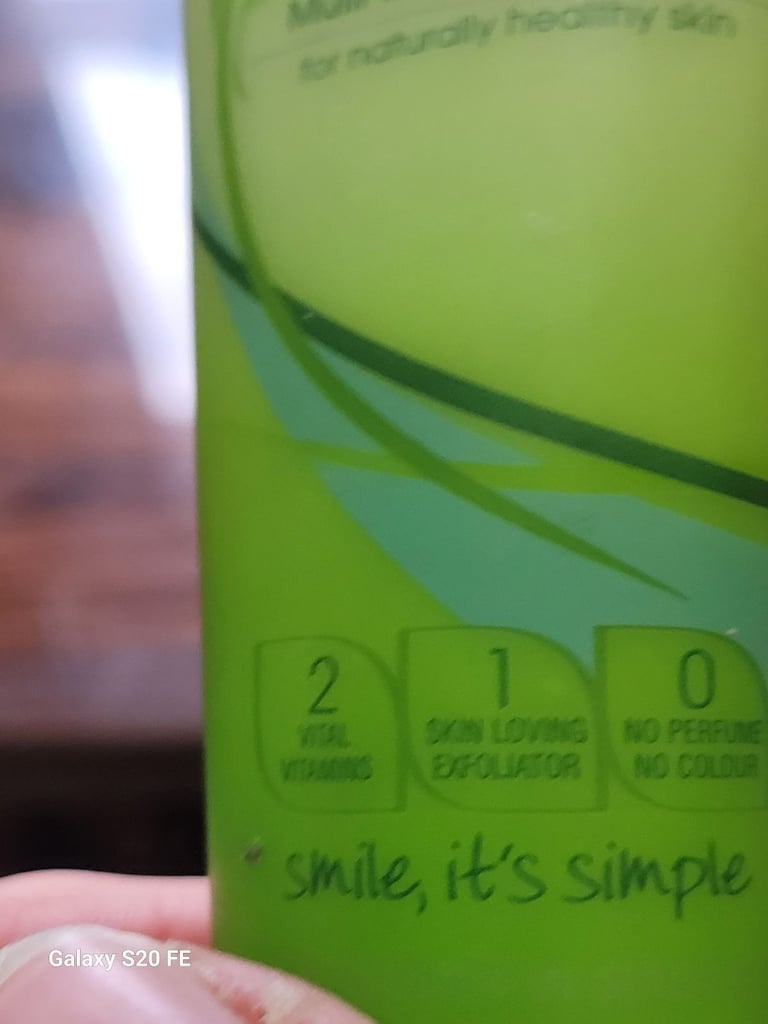 for naturally healthy skin
2
VITAL
VITAMINS
1
SKIN LOVING
EXFOLIATOR
0
NO PERFUME
NO COLOUR
smile, it's simple
Galaxy S20 FE